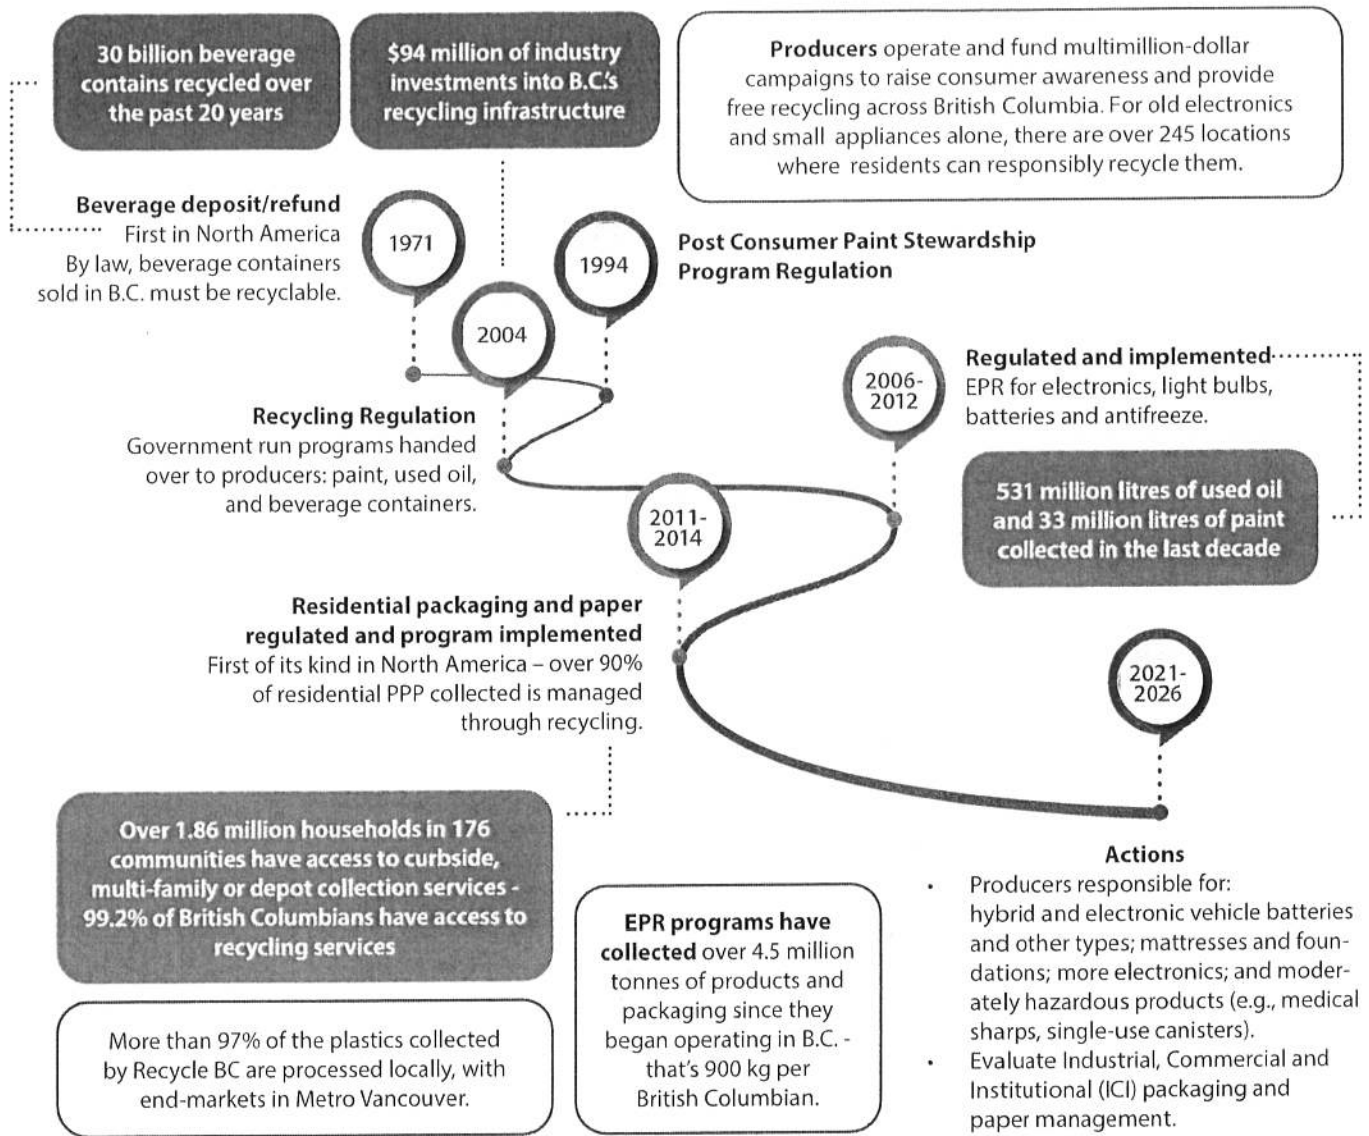 30 billion beverage
contains recycled over
the past 20 years
$94 million of industry
investments into B.C.'s
recycling infrastructure
Producers operate and fund multimillion-dollar
campaigns to raise consumer awareness and provide
free recycling across British Columbia. For old electronics
and small appliances alone, there are over 245 locations
where residents can responsibly recycle them.
Beverage deposit/refund
First in North America
By law, beverage containers
sold in B.C. must be recyclable.
1971
1994
Post Consumer Paint Stewardship
Program Regulation
2004
Recycling Regulation
Government run programs handed
over to producers: paint, used oil,
and beverage containers.
2006-
2012
Regulated and implemented
EPR for electronics, light bulbs,
batteries and antifreeze.
531 million litres of used oil
and 33 million litres of paint
collected in the last decade
2011-
2014
Residential packaging and paper
regulated and program implemented
First of its kind in North America – over 90%
of residential PPP collected is managed
through recycling.
2021-
2026
Over 1.86 million households in 176
communities have access to curbside,
multi-family or depot collection services -
99.2% of British Columbians have access to
recycling services
More than 97% of the plastics collected
by Recycle BC are processed locally, with
end-markets in Metro Vancouver.
EPR programs have
collected over 4.5 million
tonnes of products and
packaging since they
began operating in B.C. -
that's 900 kg per
British Columbian.
Actions
• Producers responsible for:
hybrid and electronic vehicle batteries
and other types; mattresses and foun-
dations; more electronics; and moder-
ately hazardous products (e.g., medical
sharps, single-use canisters).
• Evaluate Industrial, Commercial and
Institutional (ICI) packaging and
paper management.